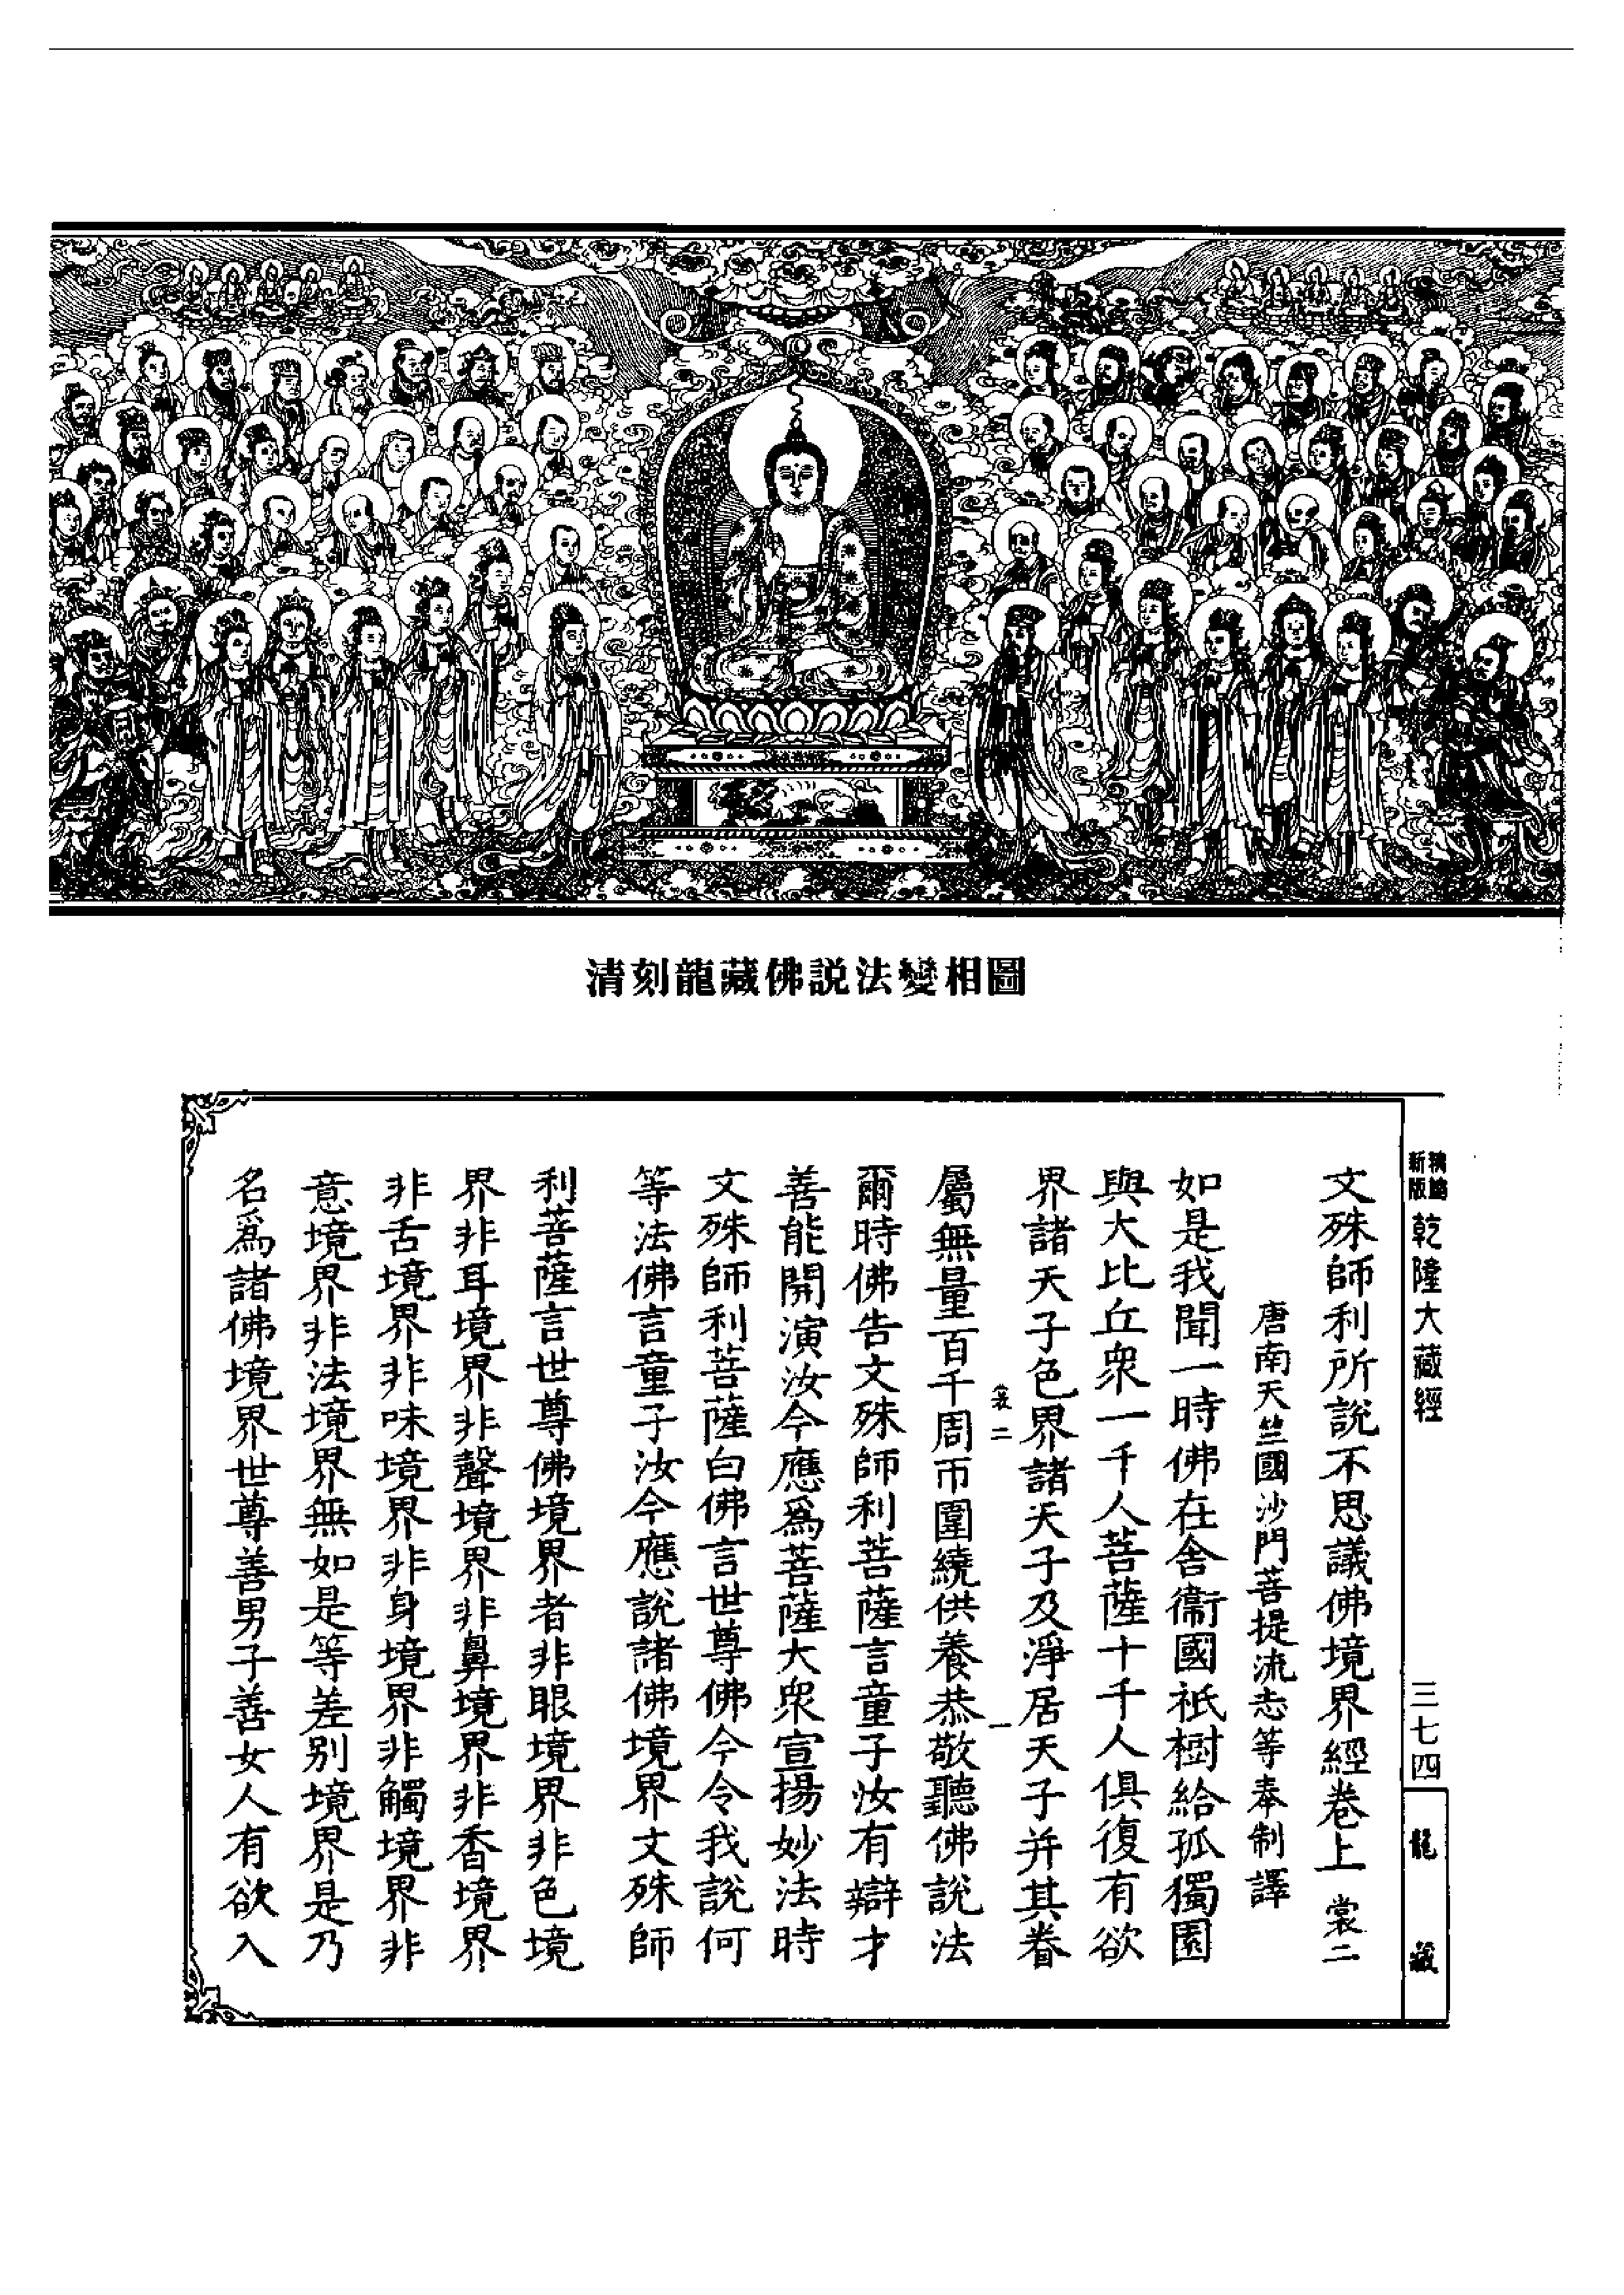 清刻龍藏佛説法變相圖
新版
乾隆大藏經
三七四
龍藏
文殊師利所說不思議佛境界經卷上 裳二
唐南天竺國沙門菩提流志等奉制譯
如是我聞一時佛在舍衞國祇樹給孤獨園
與大比丘衆一千人菩薩十千人俱復有欲
界諸天子色界諸天子及淨居天子并其眷
裳二 一
屬無量百千周帀圍繞供養恭敬聽佛說法
爾時佛告文殊師利菩薩言童子汝有辯才
善能開演汝今應爲菩薩大衆宣揚妙法時
文殊師利菩薩白佛言世尊佛今令我說何
等法佛言童子汝今應說諸佛境界文殊師
利菩薩言世尊佛境界者非眼境界非色境
界非耳境界非聲境界非鼻境界非香境界
非舌境界非味境界非身境界非觸境界非
意境界非法境界無如是等差别境界是乃
名爲諸佛境界世尊善男子善女人有欲入